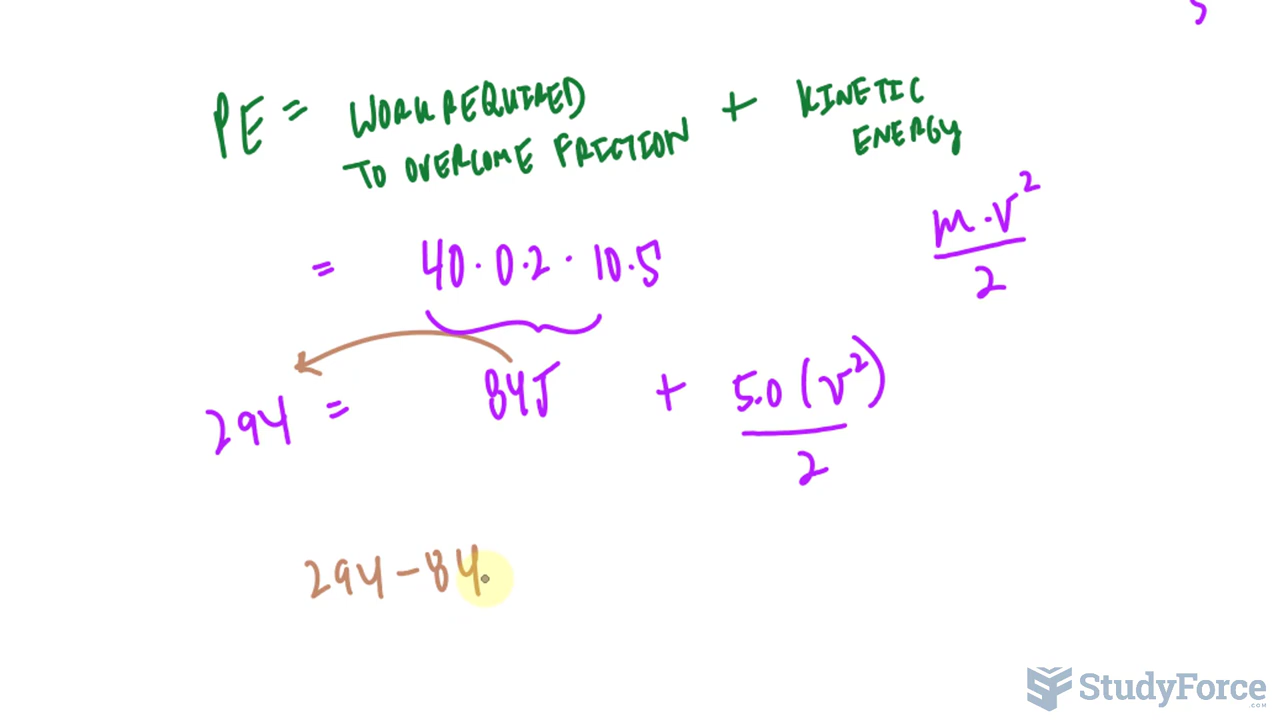 PE = WORK REQUIRED TO OVERCOME FRICTION + KINETIC ENERGY
m·v²/2
= 40·0.2·10.5
294 = 84J + 5.0(v²)/2
294-84
StudyForce
.COM